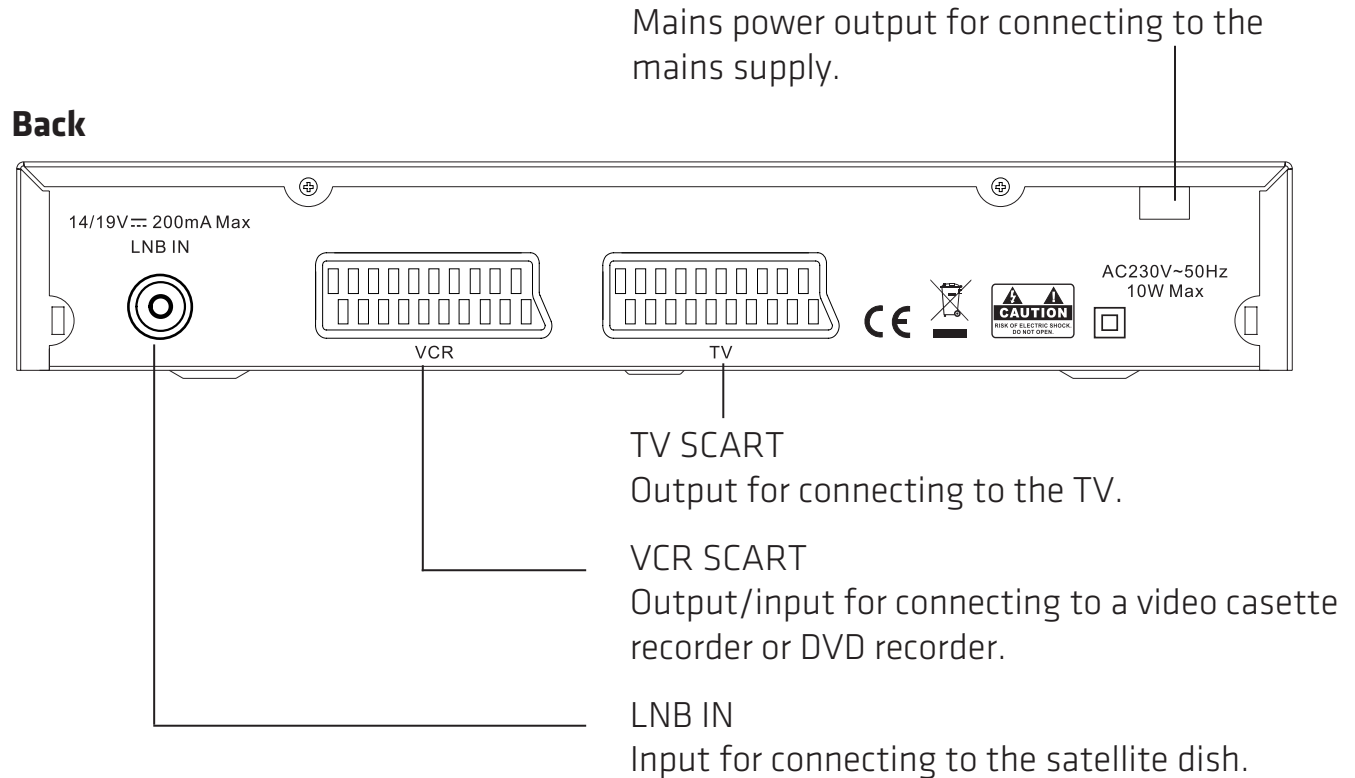 Mains power output for connecting to the
mains supply.
Back
14/19V⎓ 200mA Max
LNB IN
AC230V~50Hz
10W Max
CE
CAUTION
RISK OF ELECTRIC SHOCK.
DO NOT OPEN.
VCR
TV
TV SCART
Output for connecting to the TV.
VCR SCART
Output/input for connecting to a video casette
recorder or DVD recorder.
LNB IN
Input for connecting to the satellite dish.